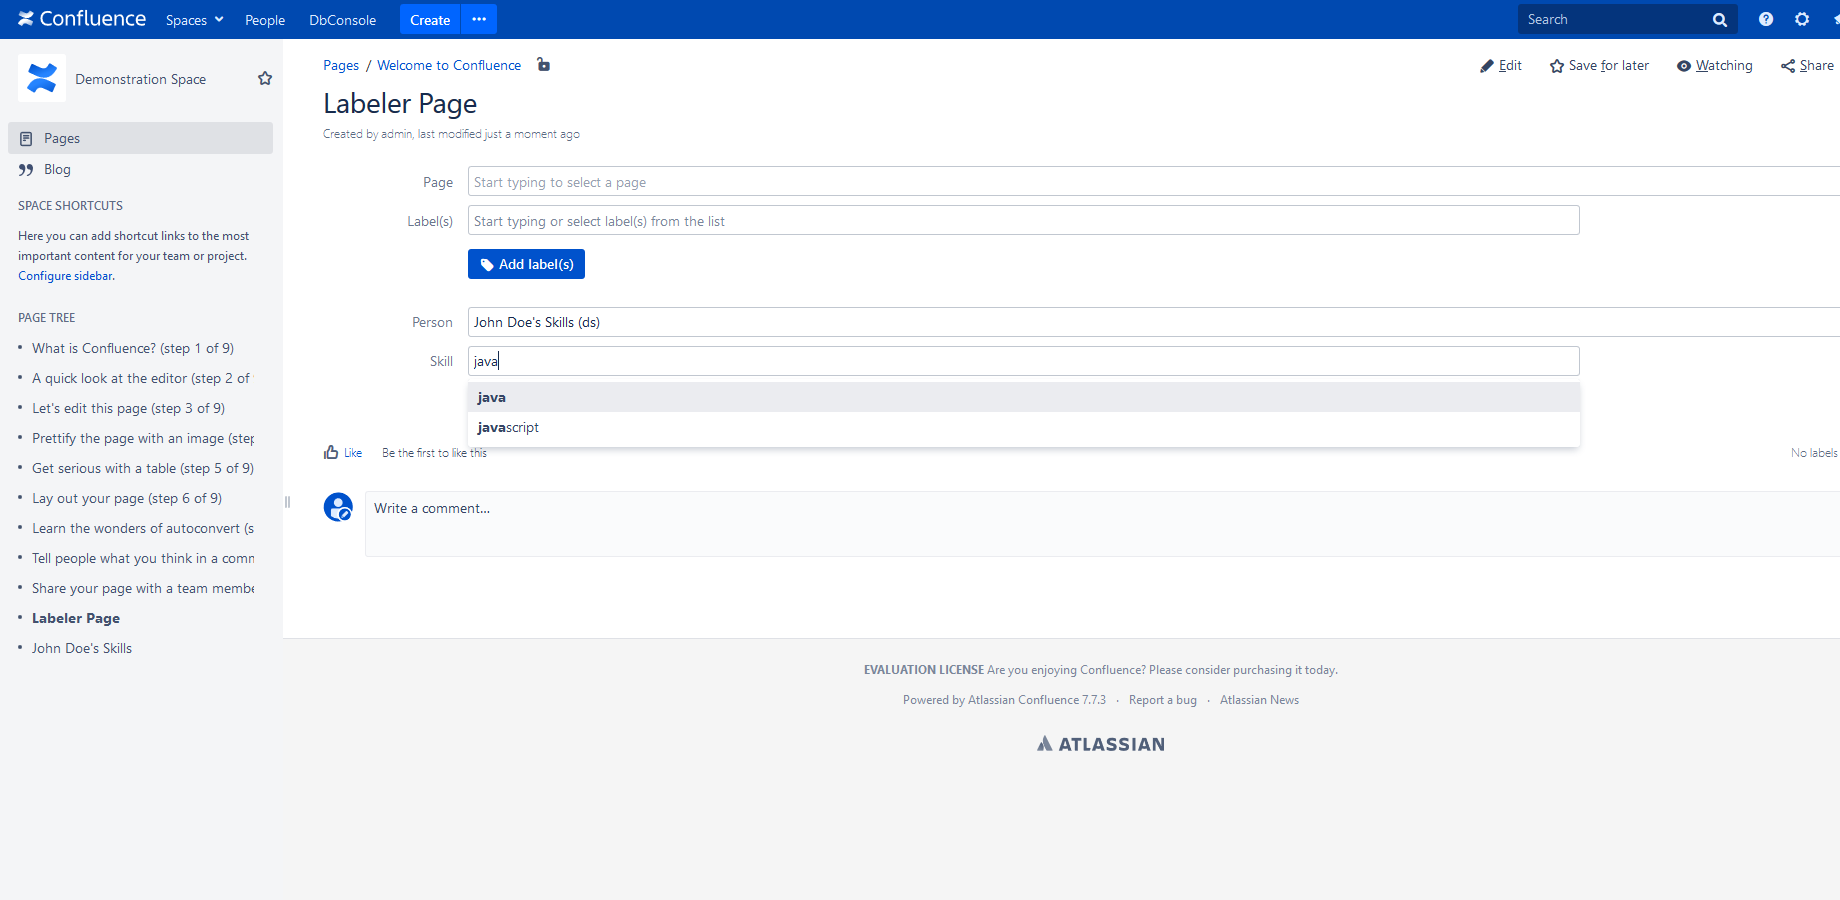 Confluence Spaces People DbConsole Create ••• Search
Demonstration Space
Pages
Blog
SPACE SHORTCUTS
Here you can add shortcut links to the most
important content for your team or project.
Configure sidebar.
PAGE TREE
• What is Confluence? (step 1 of 9)
• A quick look at the editor (step 2 of
• Let's edit this page (step 3 of 9)
• Prettify the page with an image (step
• Get serious with a table (step 5 of 9)
• Lay out your page (step 6 of 9)
• Learn the wonders of autoconvert (s
• Tell people what you think in a comm
• Share your page with a team membe
• Labeler Page
• John Doe's Skills
Pages / Welcome to Confluence
Edit Save for later Watching Share
Labeler Page
Created by admin, last modified just a moment ago
Page Start typing to select a page
Label(s) Start typing or select label(s) from the list
Add label(s)
Person John Doe's Skills (ds)
Skill java
java
javascript
Like Be the first to like this No labels
Write a comment...
EVALUATION LICENSE Are you enjoying Confluence? Please consider purchasing it today.
Powered by Atlassian Confluence 7.7.3 · Report a bug · Atlassian News
ATLASSIAN